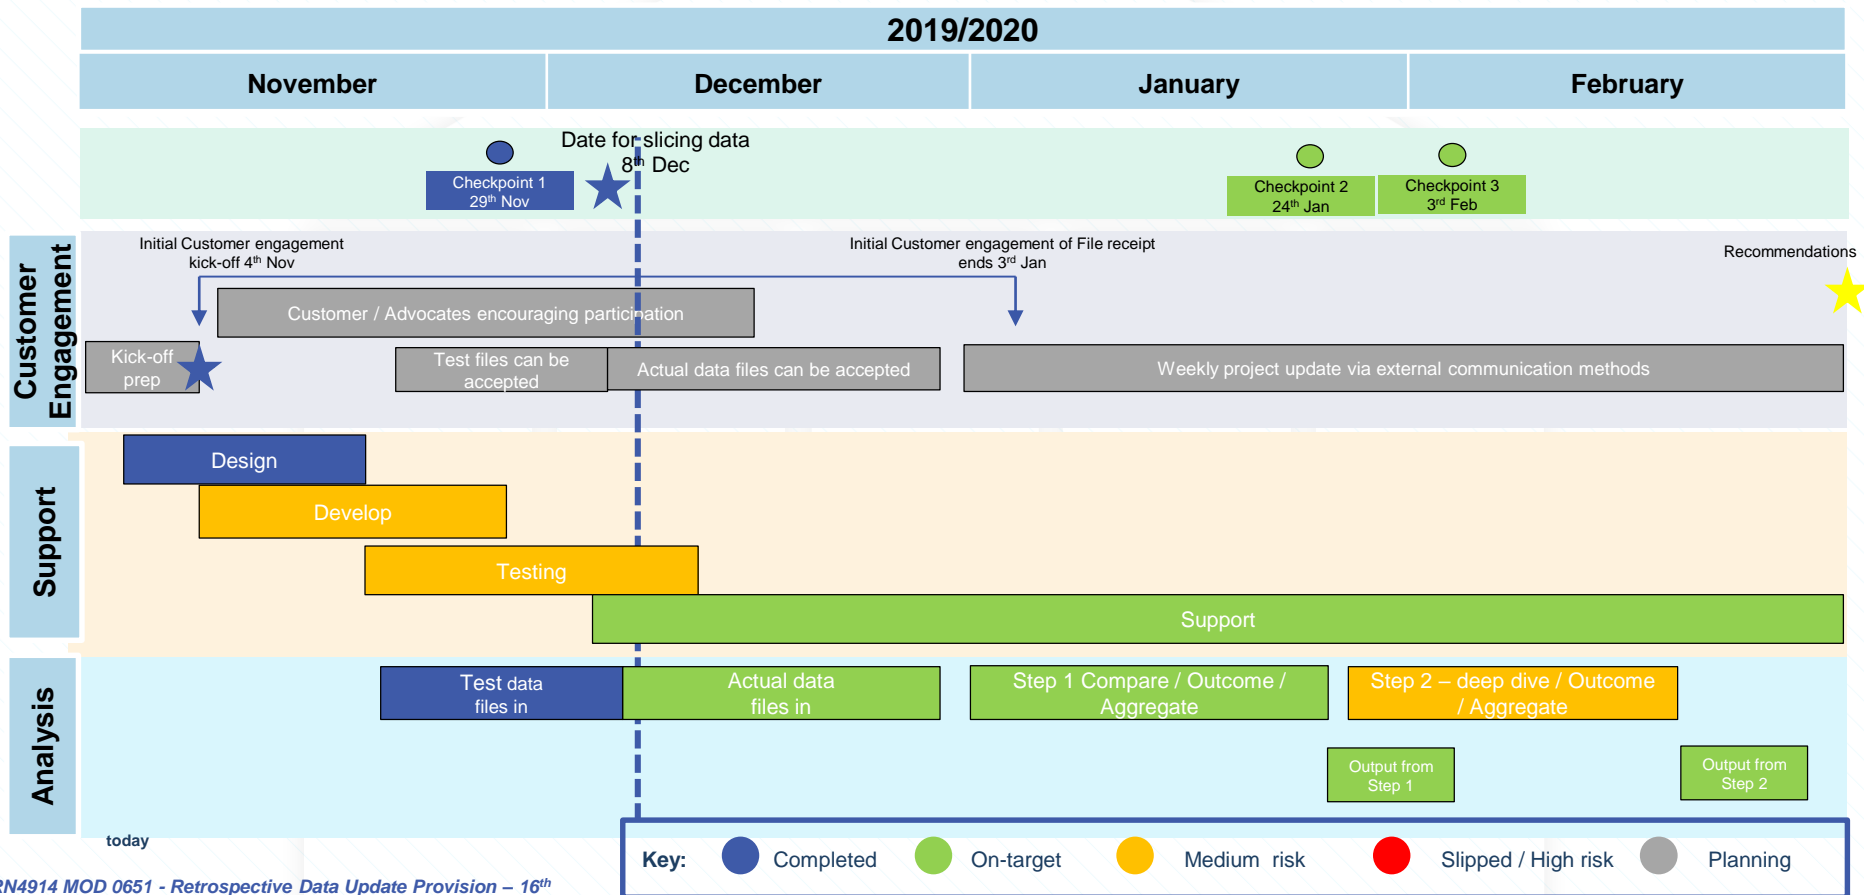 2019/2020
November
December
January
February
Date for slicing data
8th Dec
Checkpoint 1
29th Nov
Checkpoint 2
24th Jan
Checkpoint 3
3rd Feb
Customer
Engagement
Initial Customer engagement
kick-off 4th Nov
Initial Customer engagement of File receipt
ends 3rd Jan
Recommendations
Customer / Advocates encouraging participation
Kick-off
prep
Test files can be
accepted
Actual data files can be accepted
Weekly project update via external communication methods
Support
Design
Develop
Testing
Support
Analysis
Test data
files in
Actual data
files in
Step 1 Compare / Outcome /
Aggregate
Step 2 – deep dive / Outcome
/ Aggregate
Output from
Step 1
Output from
Step 2
today
Key:
Completed
On-target
Medium risk
Slipped / High risk
Planning
RN4914 MOD 0651 - Retrospective Data Update Provision – 16th